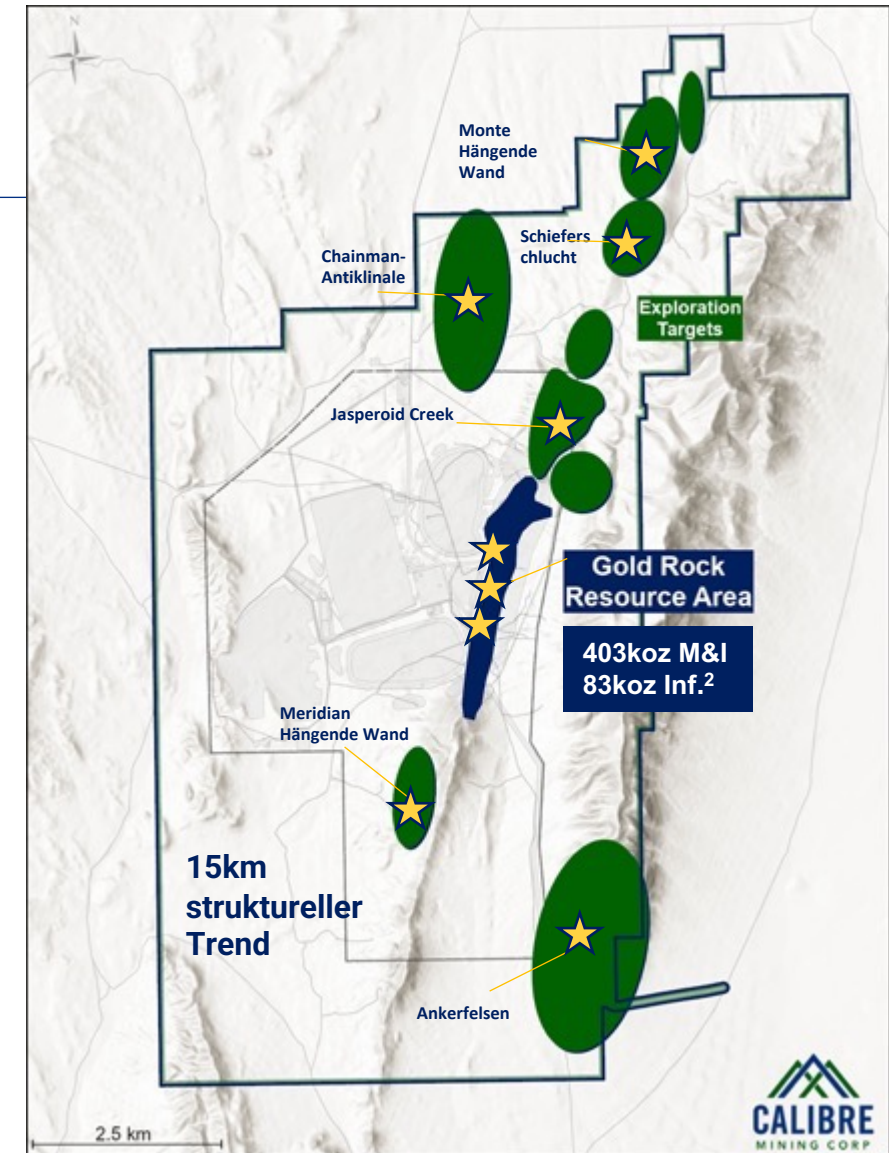 N
Monte
Hängende
Wand
Schiefers
chlucht
Chainman-
Antiklinale
Exploration
Targets
Jasperoid Creek
Gold Rock
Resource Area
403koz M&I
83koz Inf.²
Meridian
Hängende Wand
15km
struktureller
Trend
Ankerfelsen
2.5 km
CALIBRE
MINING CORP